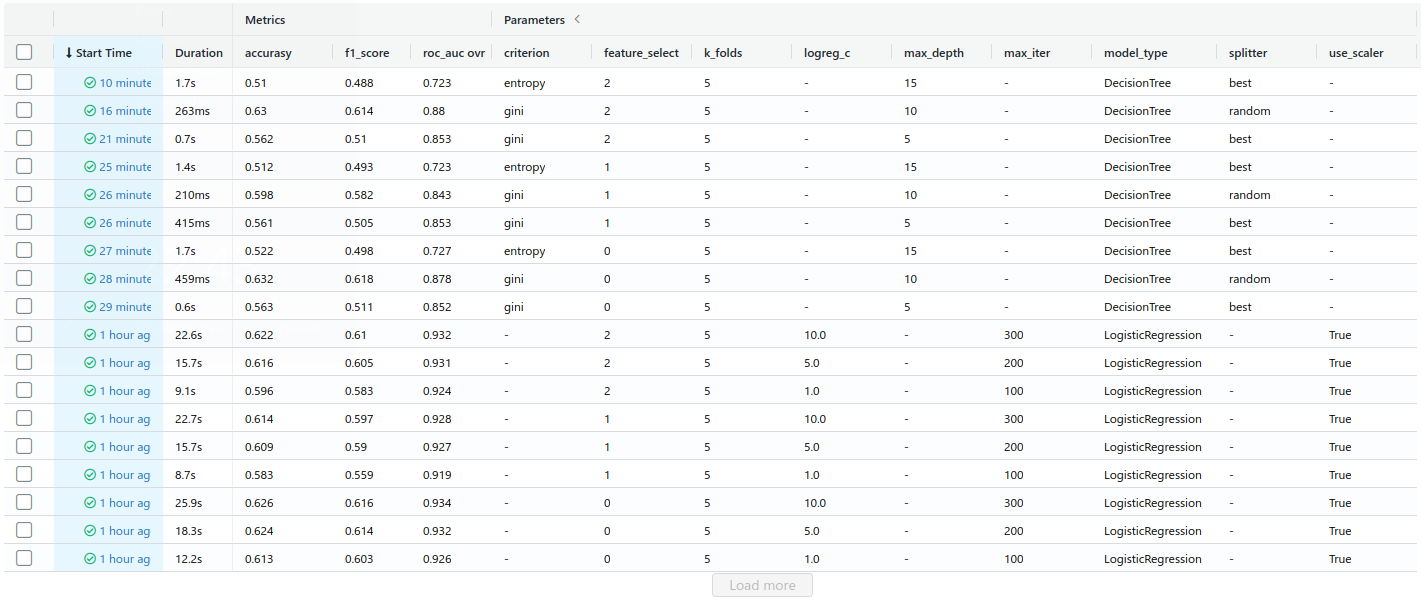 Metrics Parameters <
↓ Start Time Duration accurasy f1_score roc_auc ovr criterion feature_select k_folds logreg_c max_depth max_iter model_type splitter use_scaler
10 minute 1.7s 0.51 0.488 0.723 entropy 2 5 - 15 - DecisionTree best -
16 minute 263ms 0.63 0.614 0.88 gini 2 5 - 10 - DecisionTree random -
21 minute 0.7s 0.562 0.51 0.853 gini 2 5 - 5 - DecisionTree best -
25 minute 1.4s 0.512 0.493 0.723 entropy 1 5 - 15 - DecisionTree best -
26 minute 210ms 0.598 0.582 0.843 gini 1 5 - 10 - DecisionTree random -
26 minute 415ms 0.561 0.505 0.853 gini 1 5 - 5 - DecisionTree best -
27 minute 1.7s 0.522 0.498 0.727 entropy 0 5 - 15 - DecisionTree best -
28 minute 459ms 0.632 0.618 0.878 gini 0 5 - 10 - DecisionTree random -
29 minute 0.6s 0.563 0.511 0.852 gini 0 5 - 5 - DecisionTree best -
1 hour ag 22.6s 0.622 0.61 0.932 - 2 5 10.0 - 300 LogisticRegression - True
1 hour ag 15.7s 0.616 0.605 0.931 - 2 5 5.0 - 200 LogisticRegression - True
1 hour ag 9.1s 0.596 0.583 0.924 - 2 5 1.0 - 100 LogisticRegression - True
1 hour ag 22.7s 0.614 0.597 0.928 - 1 5 10.0 - 300 LogisticRegression - True
1 hour ag 15.7s 0.609 0.59 0.927 - 1 5 5.0 - 200 LogisticRegression - True
1 hour ag 8.7s 0.583 0.559 0.919 - 1 5 1.0 - 100 LogisticRegression - True
1 hour ag 25.9s 0.626 0.616 0.934 - 0 5 10.0 - 300 LogisticRegression - True
1 hour ag 18.3s 0.624 0.614 0.932 - 0 5 5.0 - 200 LogisticRegression - True
1 hour ag 12.2s 0.613 0.603 0.926 - 0 5 1.0 - 100 LogisticRegression - True
Load more